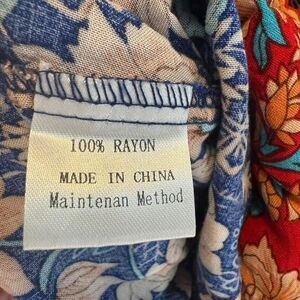 100% RAYON
MADE IN CHINA
Maintenan Method